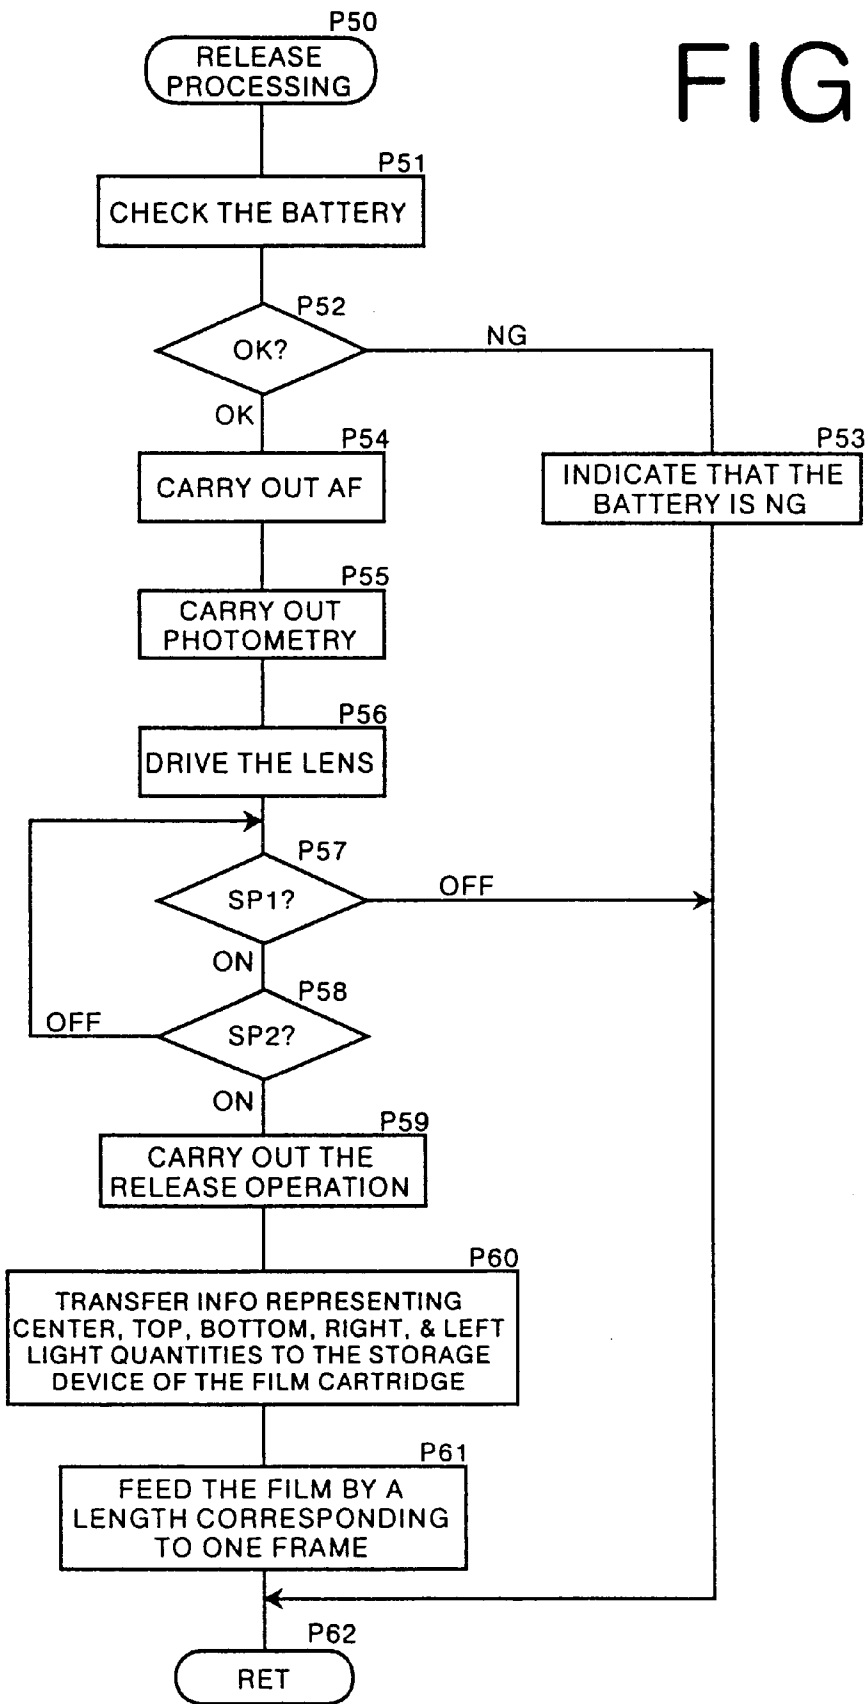 P50
FIG
RELEASE
PROCESSING
P51
CHECK THE BATTERY
P52
OK?
NG
OK
P54
CARRY OUT AF
P53
INDICATE THAT THE
BATTERY IS NG
P55
CARRY OUT
PHOTOMETRY
P56
DRIVE THE LENS
P57
SP1?
OFF
ON
P58
SP2?
OFF
ON
P59
CARRY OUT THE
RELEASE OPERATION
P60
TRANSFER INFO REPRESENTING
CENTER, TOP, BOTTOM, RIGHT, & LEFT
LIGHT QUANTITIES TO THE STORAGE
DEVICE OF THE FILM CARTRIDGE
P61
FEED THE FILM BY A
LENGTH CORRESPONDING
TO ONE FRAME
P62
RET